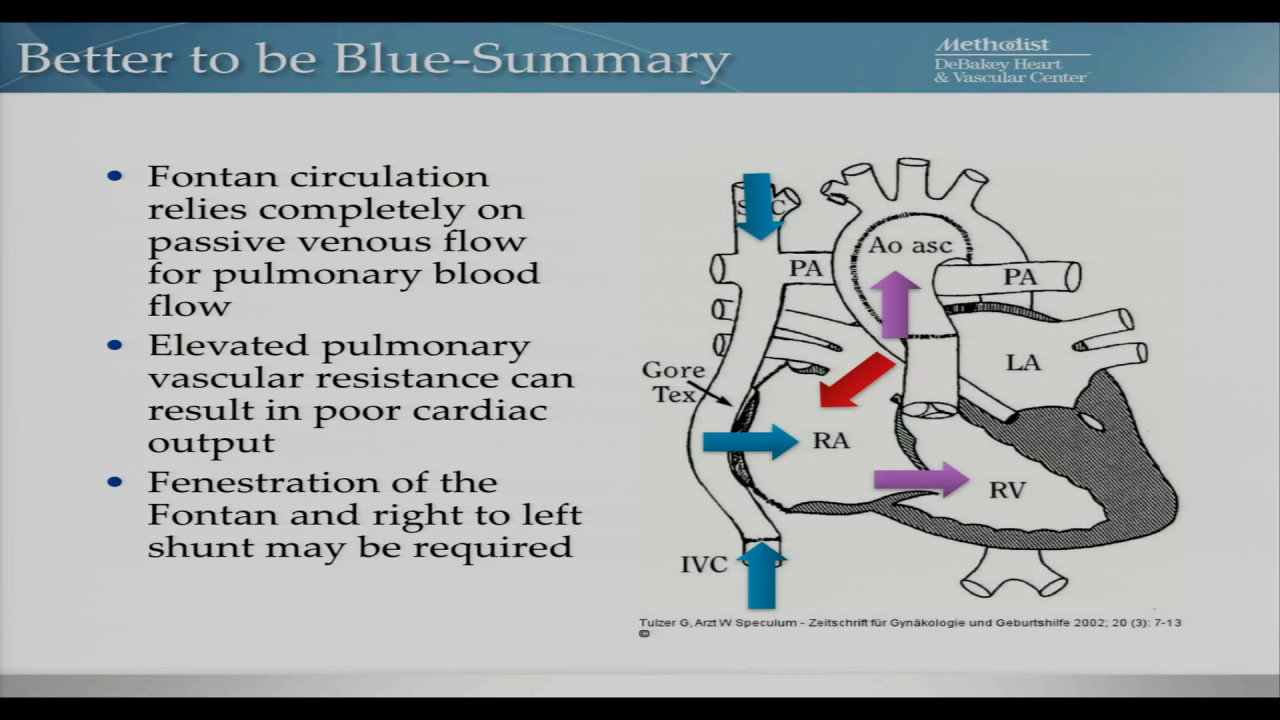 Better to be Blue-Summary
Methodist
DeBakey Heart
& Vascular Center
• Fontan circulation
relies completely on
passive venous flow
for pulmonary blood
flow
• Elevated pulmonary
vascular resistance can
result in poor cardiac
output
• Fenestration of the
Fontan and right to left
shunt may be required
PA
Ao asc
PA
Gore
Tex
LA
RA
RV
IVC
Tulzer G, Arzt W Speculum - Zeitschrift für Gynäkologie und Geburtshilfe 2002; 20 (3): 7-13
©